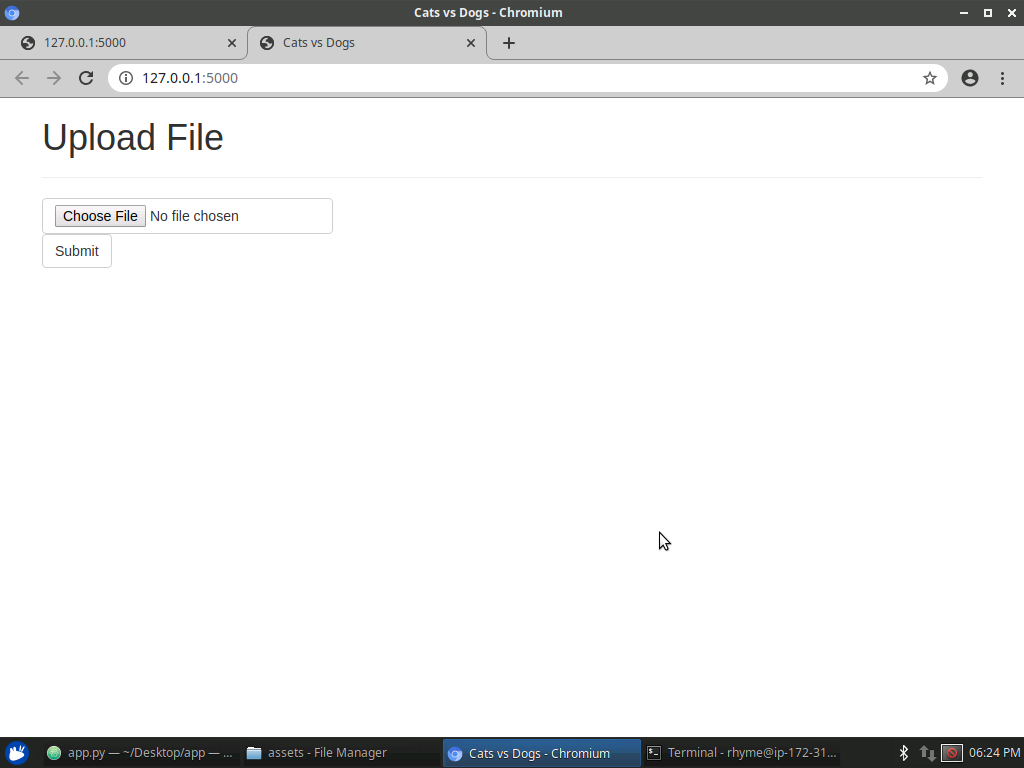 Cats vs Dogs - Chromium
127.0.0.1:5000
Cats vs Dogs
127.0.0.1:5000
Upload File
Choose File No file chosen
Submit
app.py — ~/Desktop/app — ...
assets - File Manager
Cats vs Dogs - Chromium
Terminal - rhyme@ip-172-31...
06:24 PM